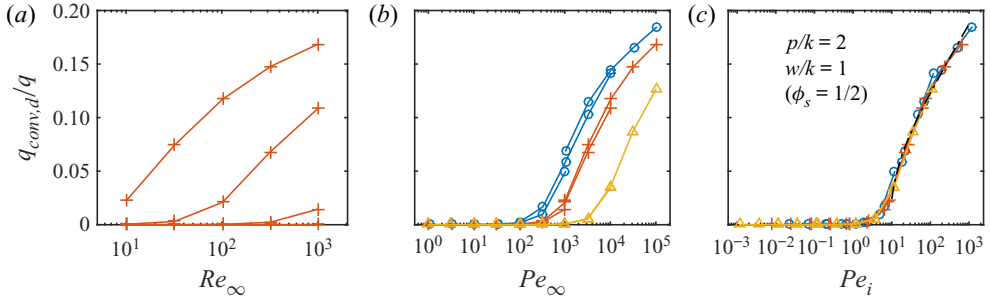 (a)
(b)
(c)
q_{conv,d}/q
0.20
0.15
0.10
0.05
0
10^1 10^2 10^3
Re_∞
10^0 10^1 10^2 10^3 10^4 10^5
Pe_∞
p/k = 2
w/k = 1
(ϕ_s = 1/2)
10^{−3} 10^{−2} 10^{−1} 10^0 10^1 10^2 10^3
Pe_i